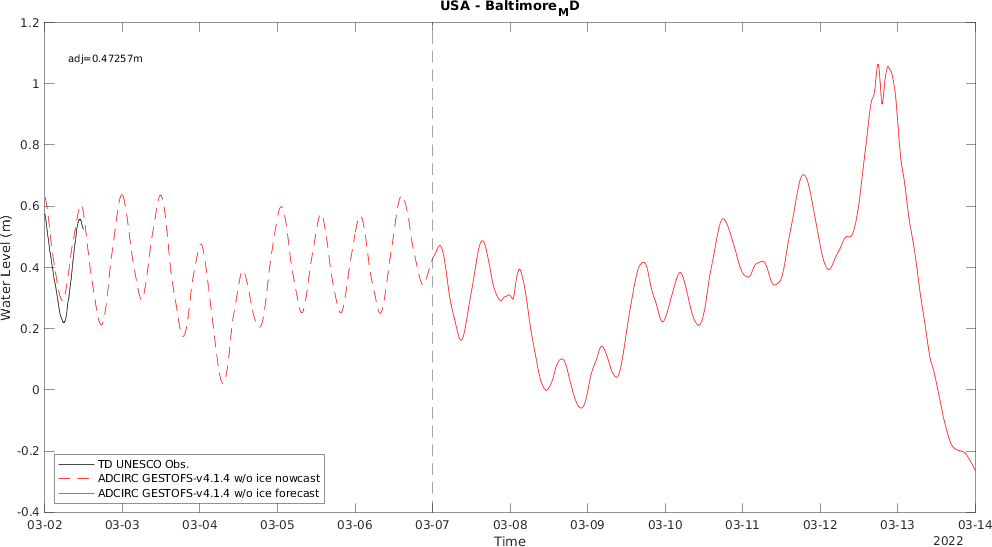 USA - Baltimore_MD
adj=0.47257m
1.2
1
0.8
0.6
0.4
0.2
0
-0.2
-0.4
Water Level (m)
TD UNESCO Obs.
ADCIRC GESTOFS-v4.1.4 w/o ice nowcast
ADCIRC GESTOFS-v4.1.4 w/o ice forecast
03-02 03-03 03-04 03-05 03-06 03-07 03-08 03-09 03-10 03-11 03-12 03-13 03-14
Time
2022